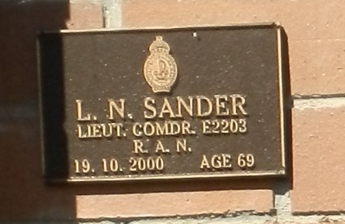 L. N. SANDER
LIEUT. COMDR. E2203
R. A. N.
19. 10. 2000 AGE 69